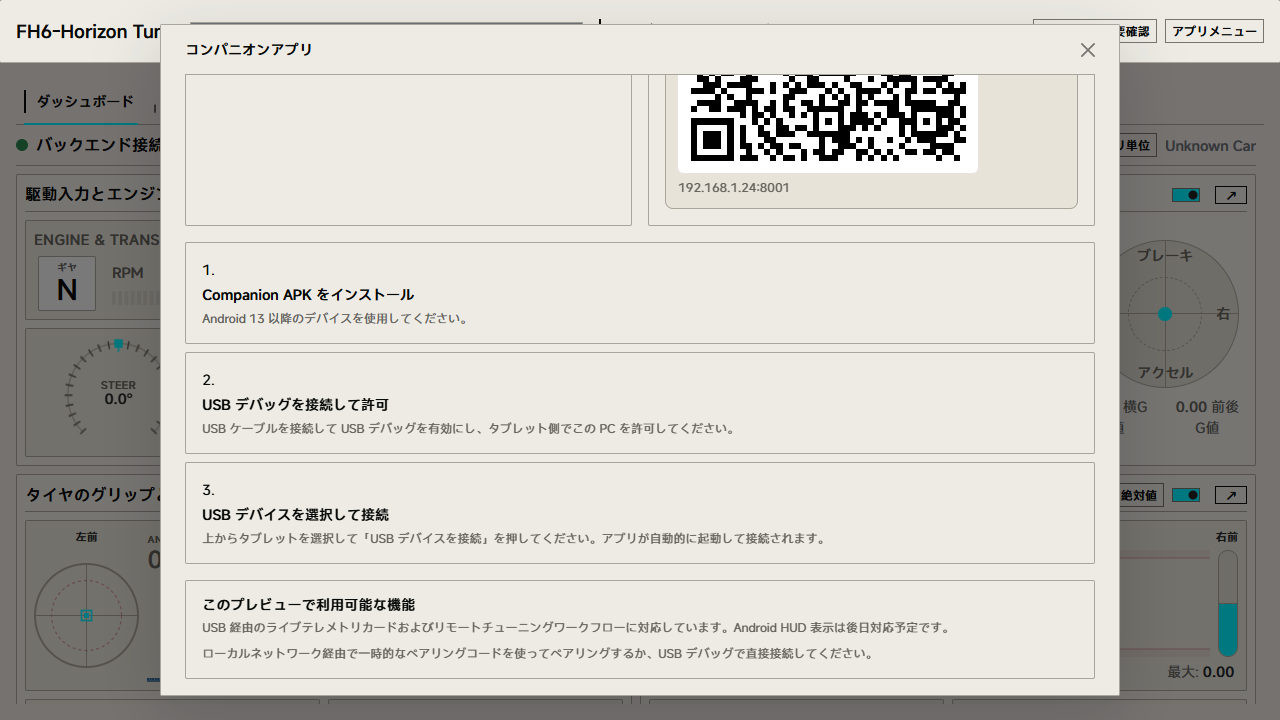 FH6-Horizon Tun
要確認
アプリメニュー
コンパニオンアプリ
ダッシュボード
バックエンド接続
単位
Unknown Car
192.168.1.24:8001
駆動入力とエンジン
ENGINE & TRANS
ギヤ
N
RPM
STEER
0.0°
ブレーキ
右
アクセル
横G
0.00 前後
G値
1.
Companion APK をインストール
Android 13 以降のデバイスを使用してください。
2.
USB デバッグを接続して許可
USB ケーブルを接続して USB デバッグを有効にし、タブレット側でこの PC を許可してください。
3.
USB デバイスを選択して接続
上からタブレットを選択して「USB デバイスを接続」を押してください。アプリが自動的に起動して接続されます。
タイヤのグリップ
絶対値
左前
AN
0
右前
最大: 0.00
このプレビューで利用可能な機能
USB 経由のライブテレメトリカードおよびリモートチューニングワークフローに対応しています。Android HUD 表示は後日対応予定です。
ローカルネットワーク経由で一時的なペアリングコードを使ってペアリングするか、USB デバッグで直接接続してください。